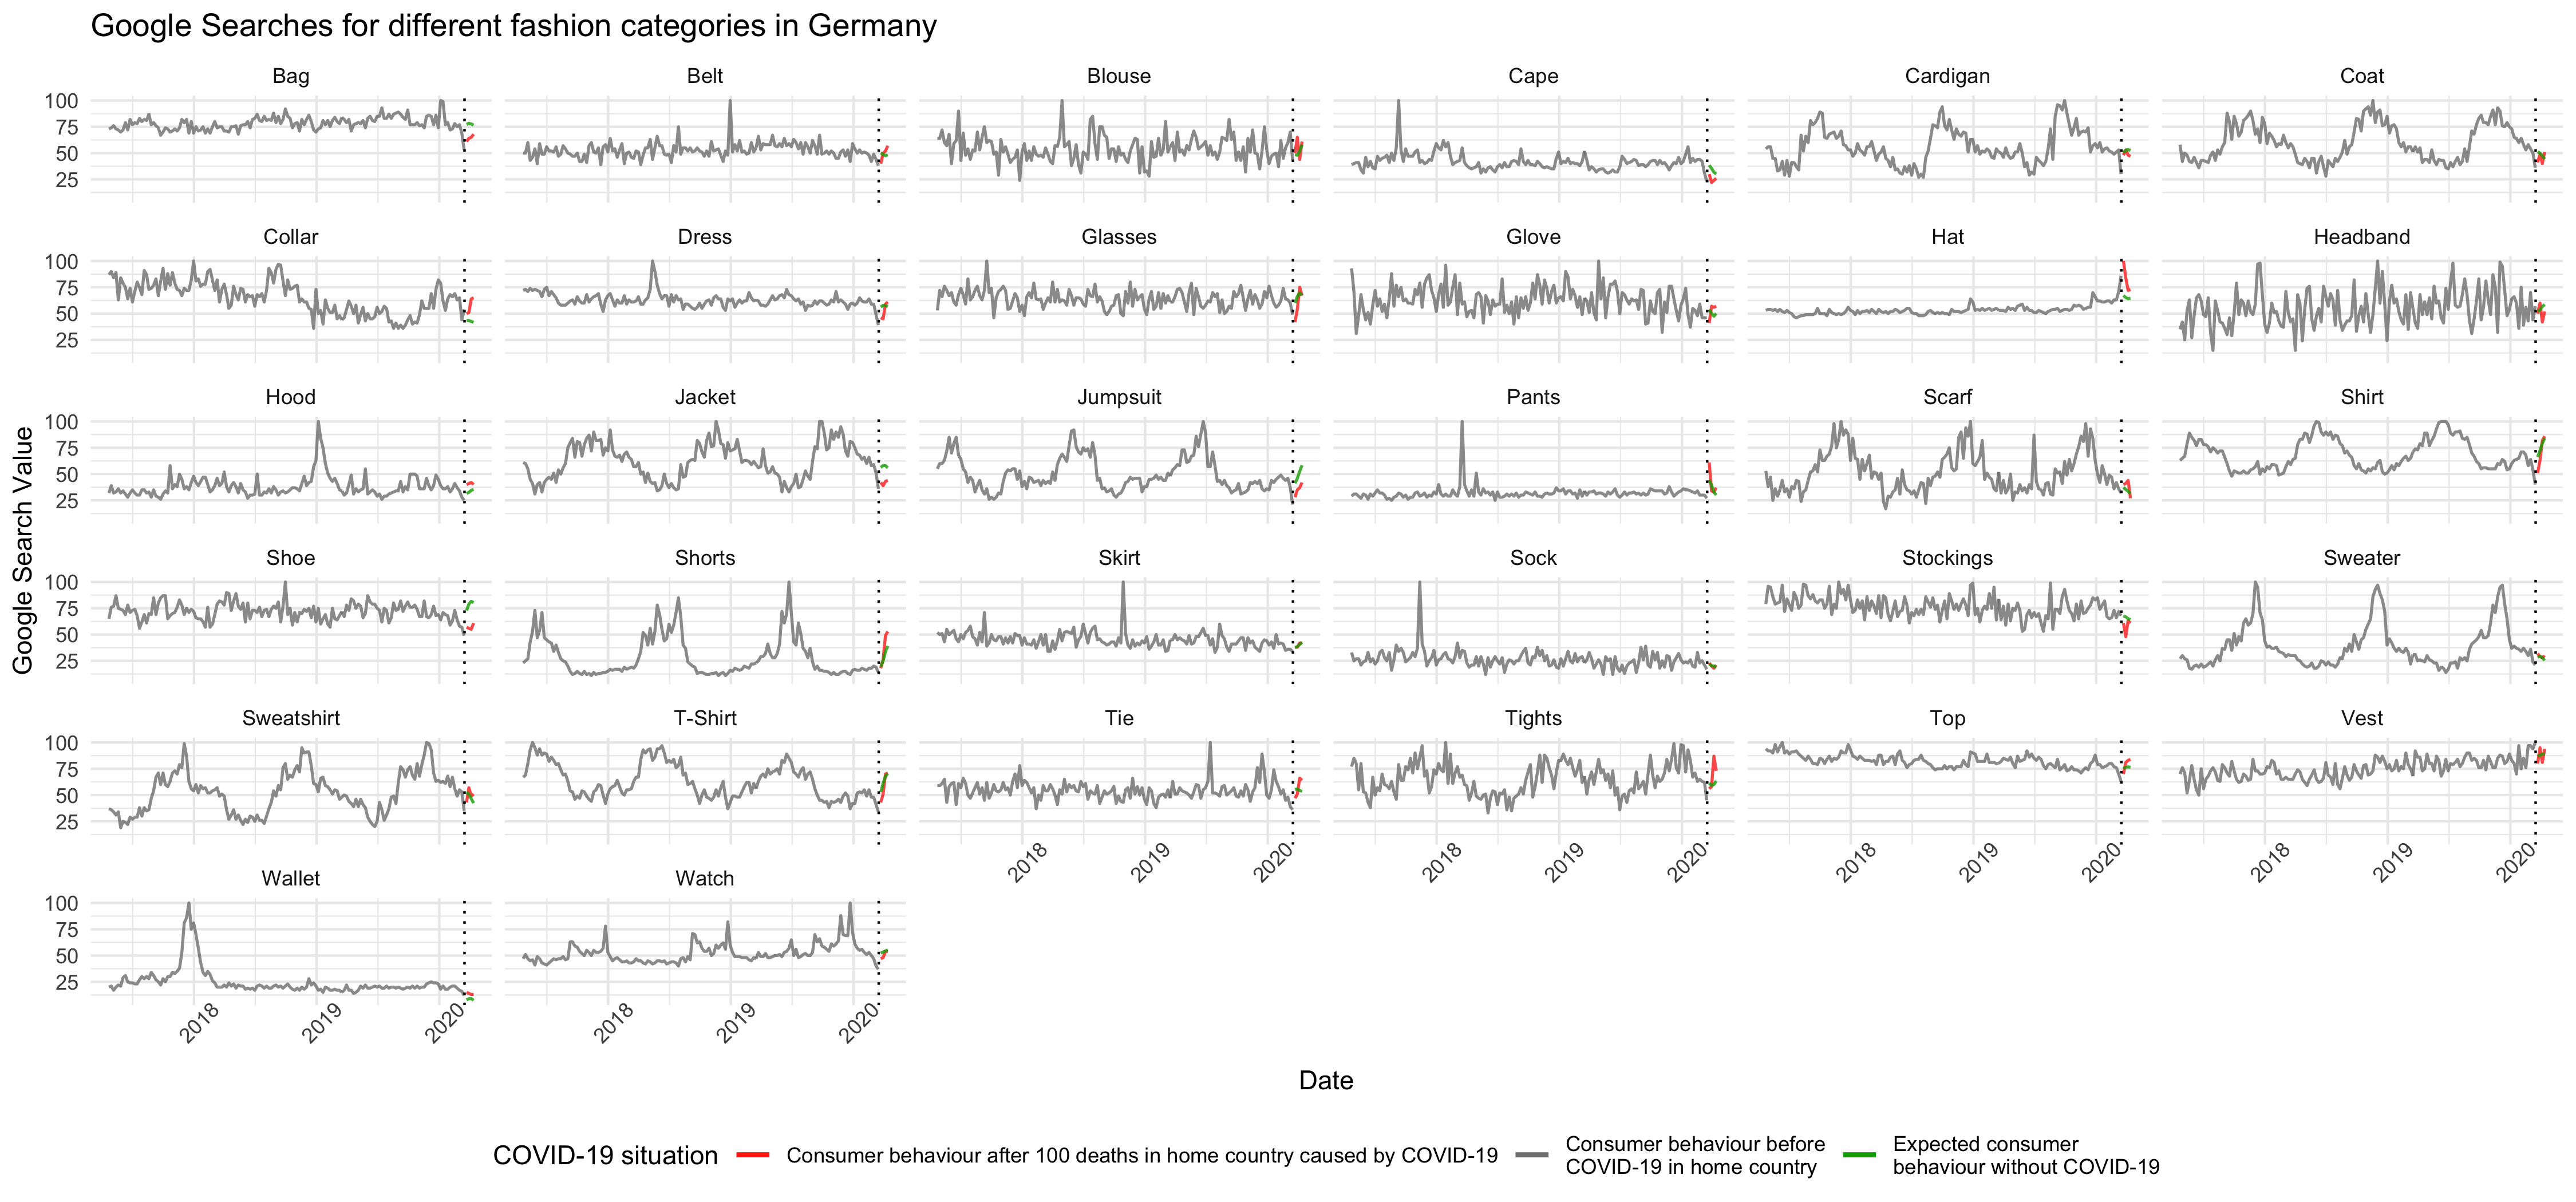 Google Searches for different fashion categories in Germany
Bag Belt Blouse Cape Cardigan Coat
100
75
50
25
Collar Dress Glasses Glove Hat Headband
100
75
50
25
Hood Jacket Jumpsuit Pants Scarf Shirt
100
75
50
25
Google Search Value
Shoe Shorts Skirt Sock Stockings Sweater
100
75
50
25
Sweatshirt T-Shirt Tie Tights Top Vest
100
75
50
25
2018 2019 2020 2018 2019 2020 2018 2019 2020 2018 2019 2020
Wallet Watch
100
75
50
25
2018 2019 2020 2018 2019 2020
Date
COVID-19 situation
Consumer behaviour after 100 deaths in home country caused by COVID-19
Consumer behaviour before
COVID-19 in home country
Expected consumer
behaviour without COVID-19